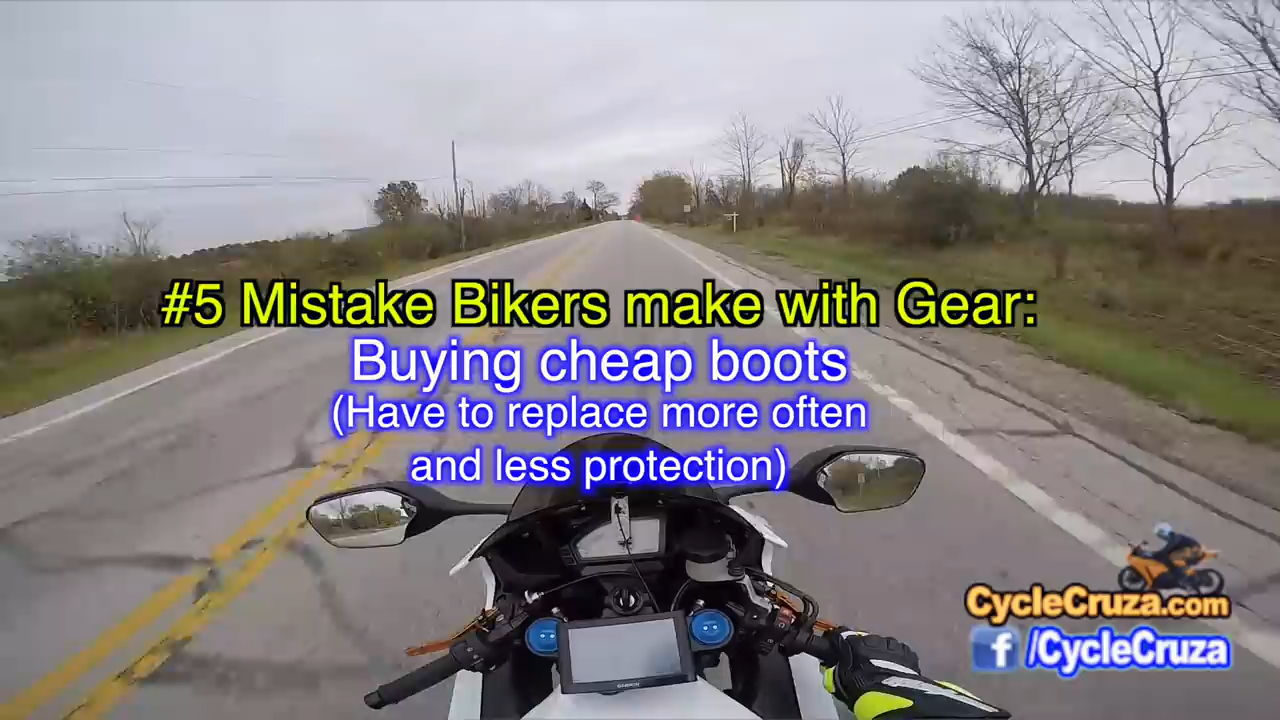 #5 Mistake Bikers make with Gear:
Buying cheap boots
(Have to replace more often
and less protection)
CycleCruza.com
f /CycleCruza
GARMIN